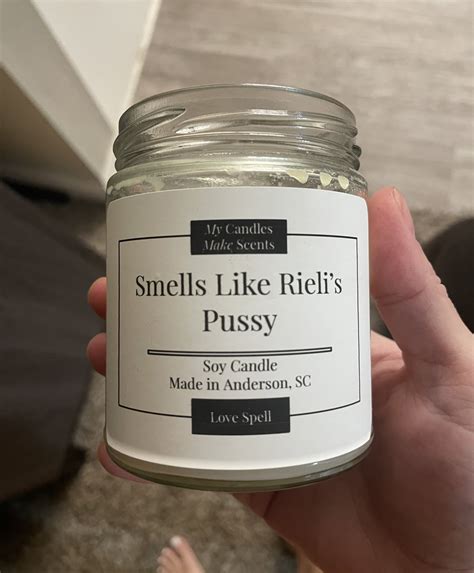 My Candles
Make Scents
Smells Like Rieli's
Pussy
Soy Candle
Made in Anderson, SC
Love Spell